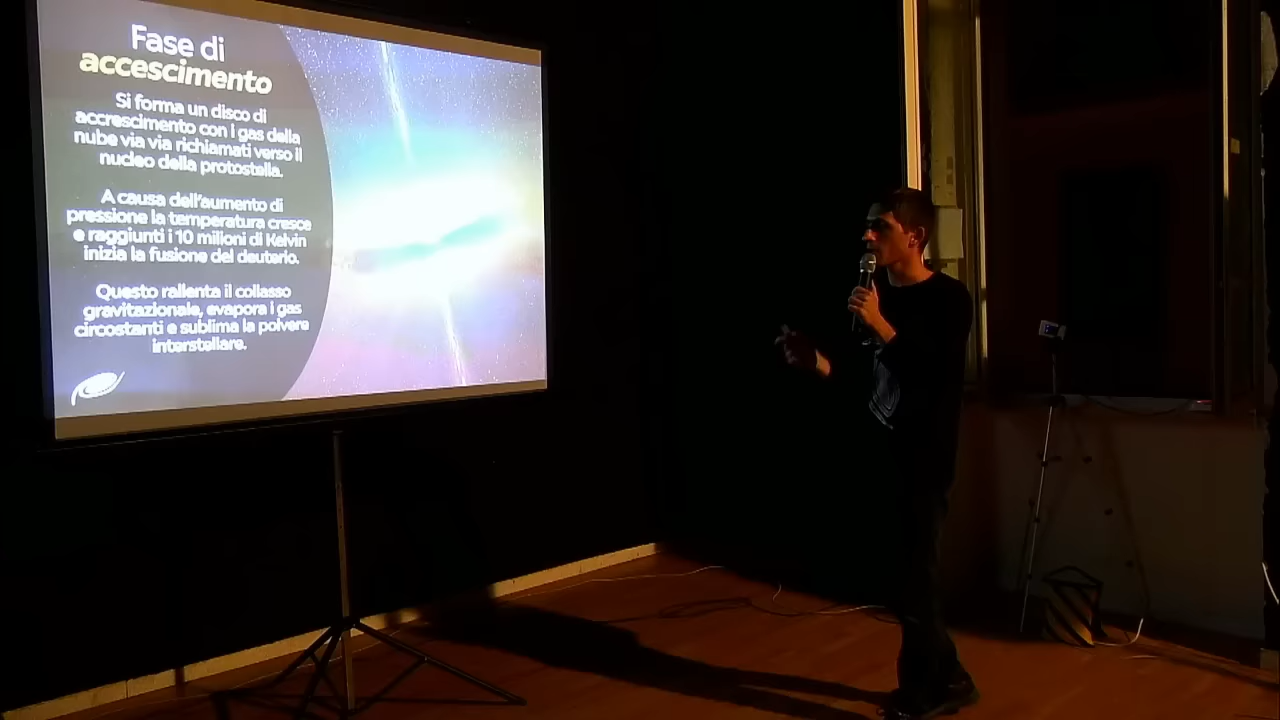 Fase di
accescimento
Si forma un disco di
accrescimento con i gas della
nube via via richiamati verso il
nucleo della protostella.
A causa dell'aumento di
pressione la temperatura cresce
e raggiunti i 10 milioni di Kelvin
inizia la fusione del deuterio.
Questo rallenta il collasso
gravitazionale, evapora i gas
circostanti e sublima la polvere
interstellare.